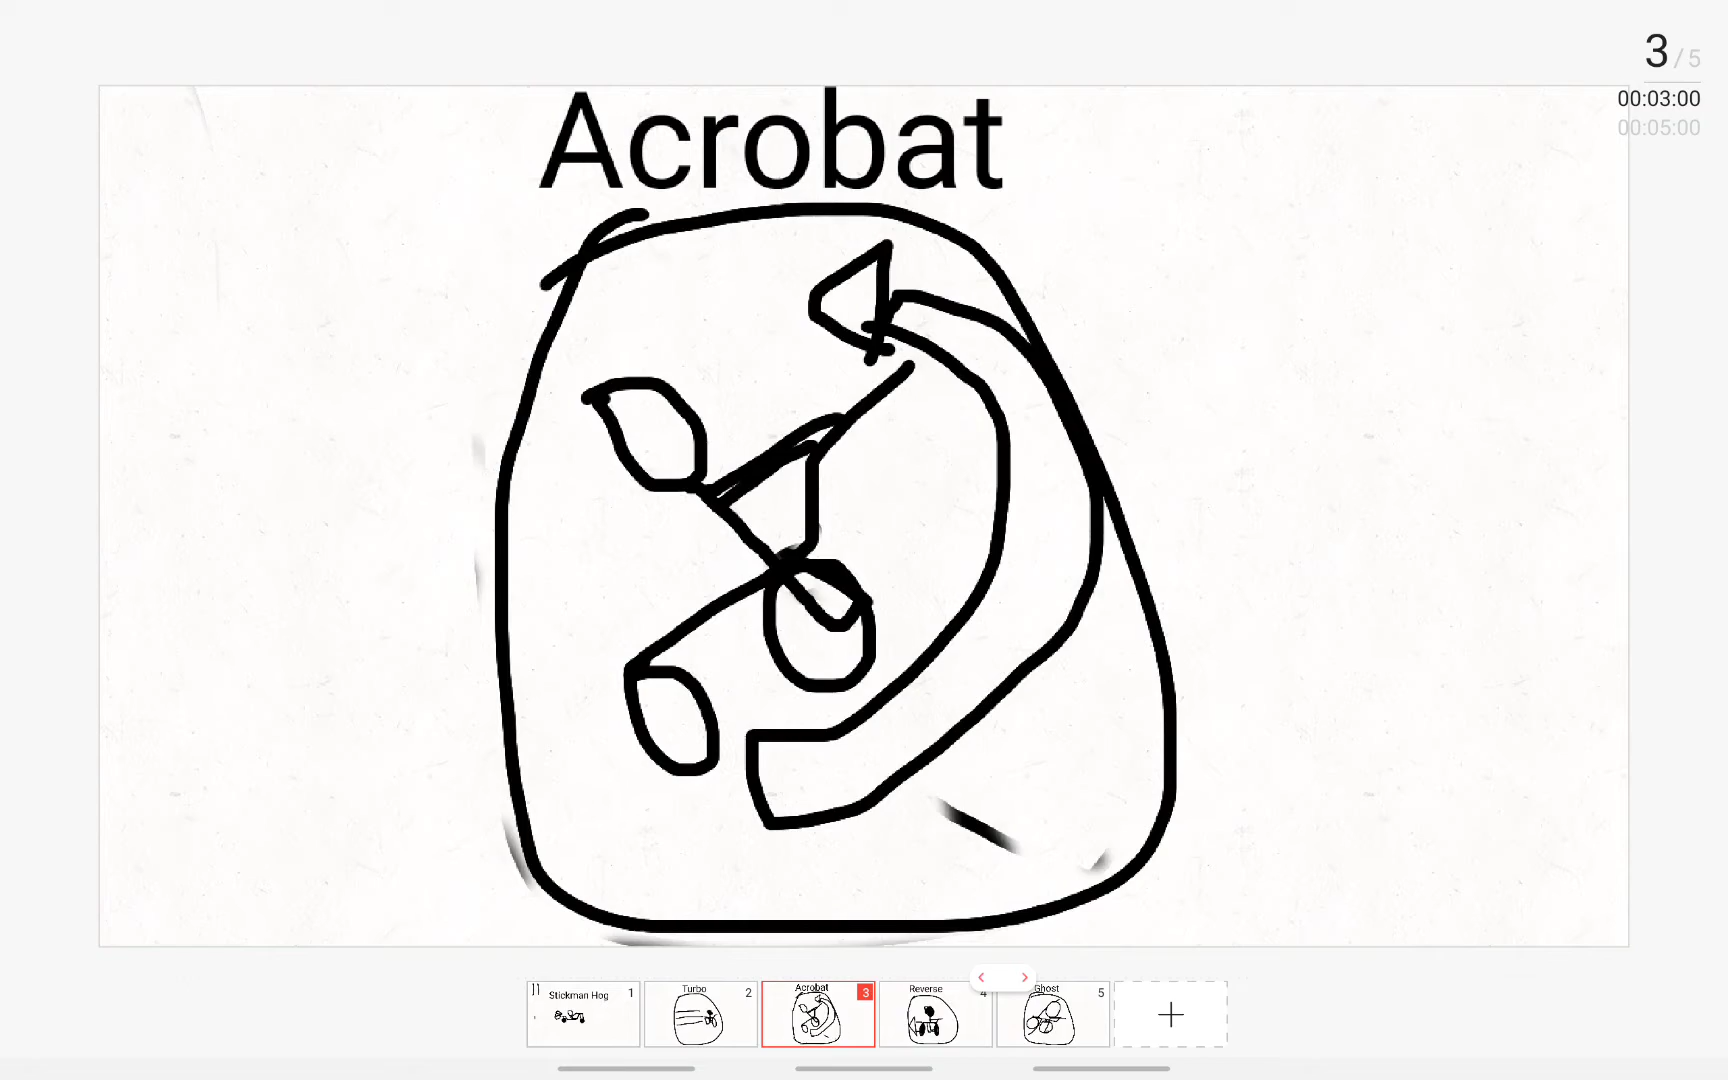 3 / 5
00:03:00
00:05:00
Acrobat
Stickman Hog 1
Turbo 2
Acrobat 3
Reverse 4
Ghost 5